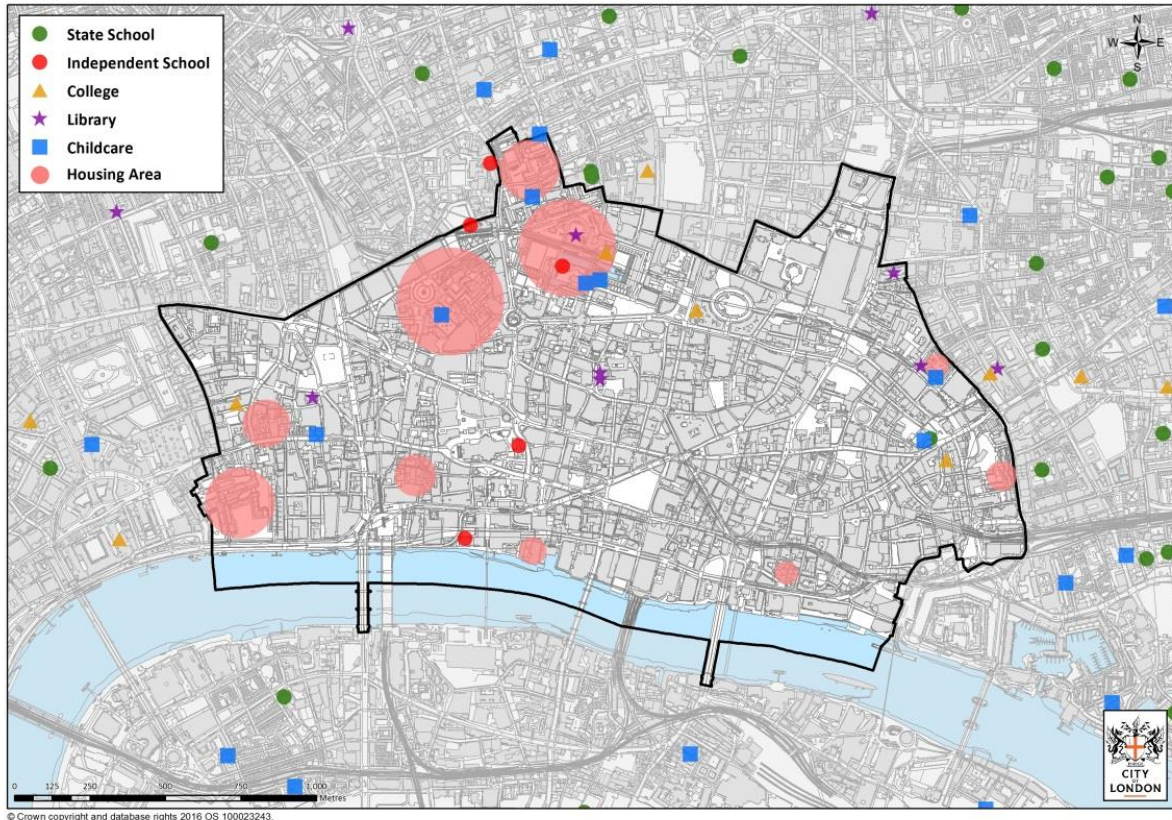 State School
Independent School
College
Library
Childcare
Housing Area
N
W E
S
0 125 250 500 750 1,000
Metres
CITY
OF
LONDON
© Crown copyright and database rights 2016 OS 100023243.